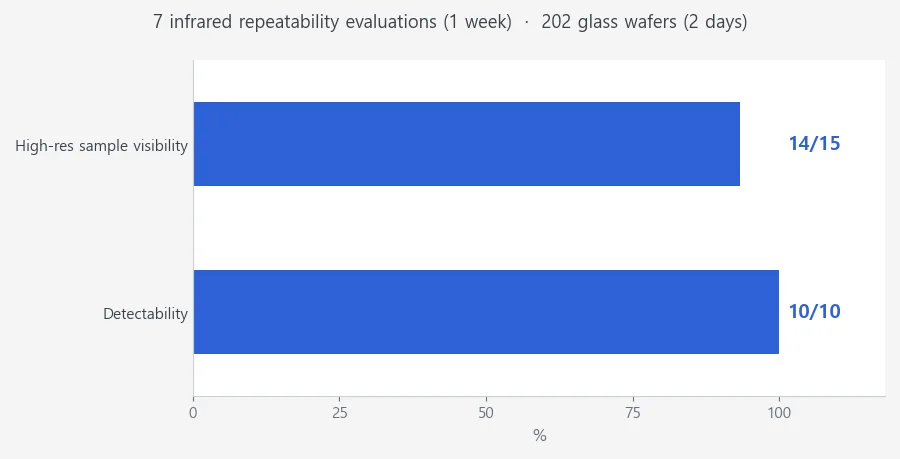 7 infrared repeatability evaluations (1 week)  ·  202 glass wafers (2 days)
High-res sample visibility
14/15
Detectability
10/10
0 25 50 75 100
%